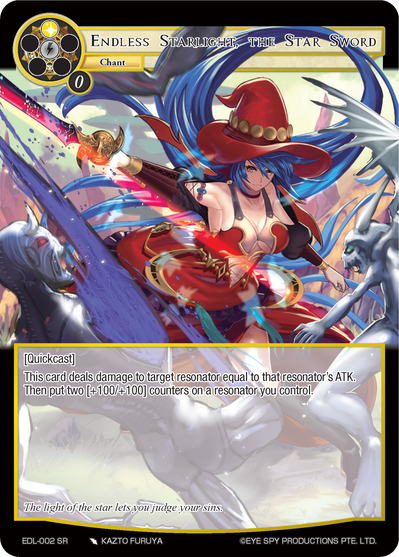 Endless Starlight, the Star Sword
Chant
0
[Quickcast]
This card deals damage to target resonator equal to that resonator's ATK.
Then put two [+100/+100] counters on a resonator you control.
The light of the star lets you judge your sins.
EDL-002 SR KAZTO FURUYA ©EYE SPY PRODUCTIONS PTE. LTD.